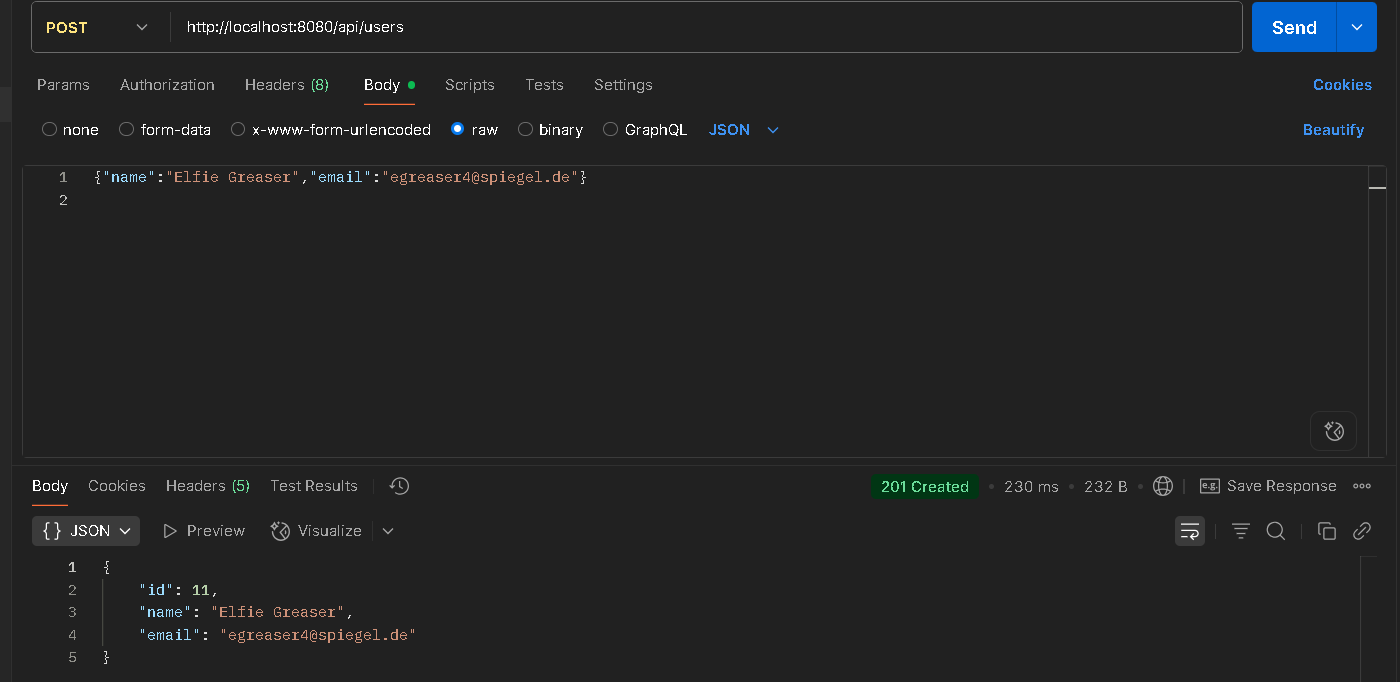 POST http://localhost:8080/api/users Send
Params Authorization Headers (8) Body Scripts Tests Settings Cookies
none form-data x-www-form-urlencoded raw binary GraphQL JSON Beautify
1 {"name":"Elfie Greaser","email":"egreaser4@spiegel.de"}
2
Body Cookies Headers (5) Test Results 201 Created 230 ms 232 B e.g. Save Response
{} JSON Preview Visualize
1 {
2 "id": 11,
3 "name": "Elfie Greaser",
4 "email": "egreaser4@spiegel.de"
5 }